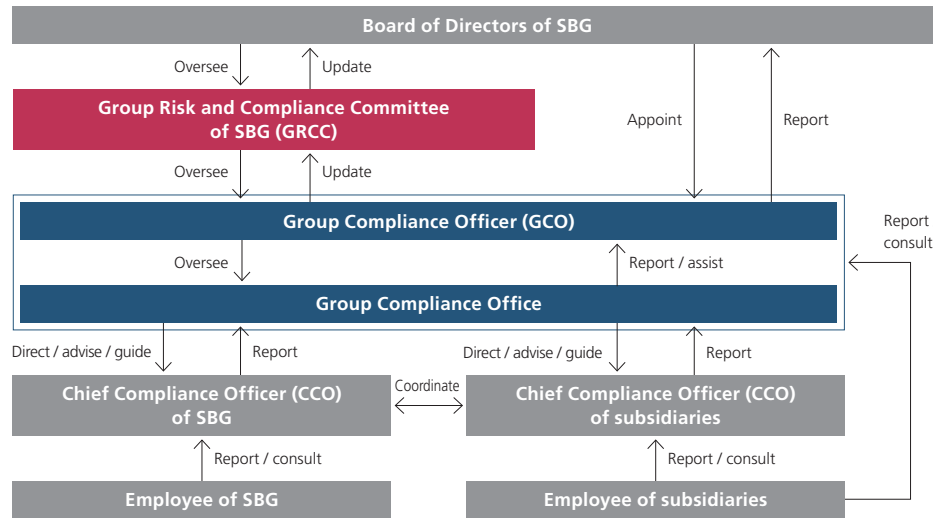 Board of Directors of SBG
Oversee
Update
Group Risk and Compliance Committee
of SBG (GRCC)
Appoint
Report
Oversee
Update
Group Compliance Officer (GCO)
Report
consult
Oversee
Report / assist
Group Compliance Office
Direct / advise / guide
Report
Direct / advise / guide
Report
Chief Compliance Officer (CCO)
of SBG
Coordinate
Chief Compliance Officer (CCO)
of subsidiaries
Report / consult
Report / consult
Employee of SBG
Employee of subsidiaries